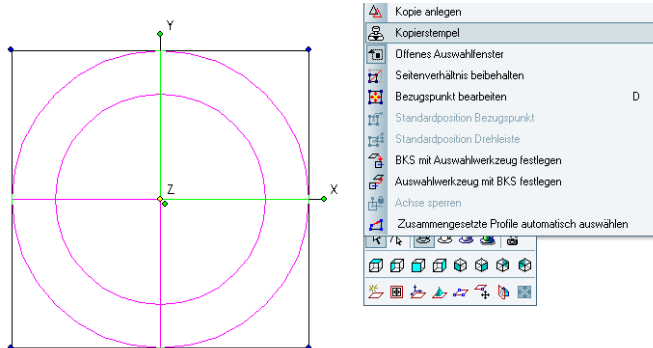 Y
Z
X
Kopie anlegen
Kopierstempel
Offenes Auswahlfenster
Seitenverhältnis beibehalten
Bezugspunkt bearbeiten D
Standardposition Bezugspunkt
Standardposition Drehleiste
BKS mit Auswahlwerkzeug festlegen
Auswahlwerkzeug mit BKS festlegen
Achse sperren
Zusammengesetzte Profile automatisch auswählen